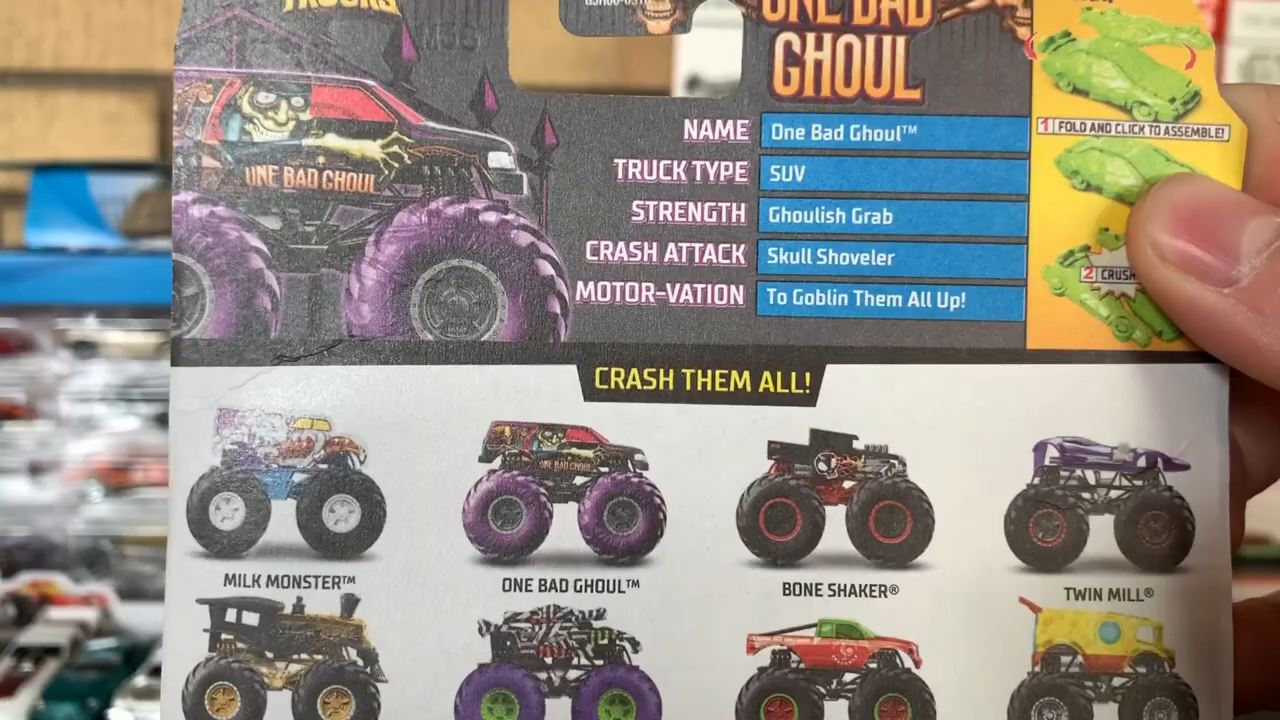 TRUCKS
ONE BAD
GHOUL
ONE BAD GHOUL
NAME One Bad Ghoul™
TRUCK TYPE SUV
STRENGTH Ghoulish Grab
CRASH ATTACK Skull Shoveler
MOTOR-VATION To Goblin Them All Up!
1 FOLD AND CLICK TO ASSEMBLE!
2 CRUSH
CRASH THEM ALL!
ONE BAD GHOUL
MILK MONSTER™
ONE BAD GHOUL™
BONE SHAKER®
TWIN MILL®